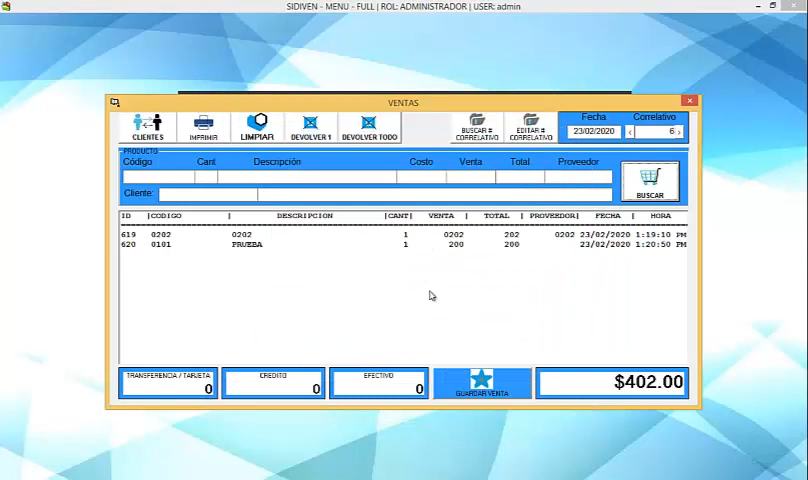 SIDIVEN - MENU - FULL | ROL: ADMINISTRADOR | USER: admin
VENTAS
CLIENTES
IMPRIMIR
LIMPIAR
DEVOLVER 1
DEVOLVER TODO
BUSCAR #
CORRELATIVO
EDITAR #
CORRELATIVO
Fecha
Correlativo
23/02/2020
6
PRODUCTO
Código Cant Descripción Costo Venta Total Proveedor
Cliente:
BUSCAR
ID |CODIGO | DESCRIPCION |CANT| VENTA | TOTAL | PROVEEDOR| FECHA | HORA
619 0202 0202 1 0202 202 0202 23/02/2020 1:19:10 PM
620 0101 PRUEBA 1 200 200 23/02/2020 1:20:50 PM
TRANSFERENCIA / TARJETA
0
CREDITO
0
EFECTIVO
0
GUARDAR VENTA
$402.00